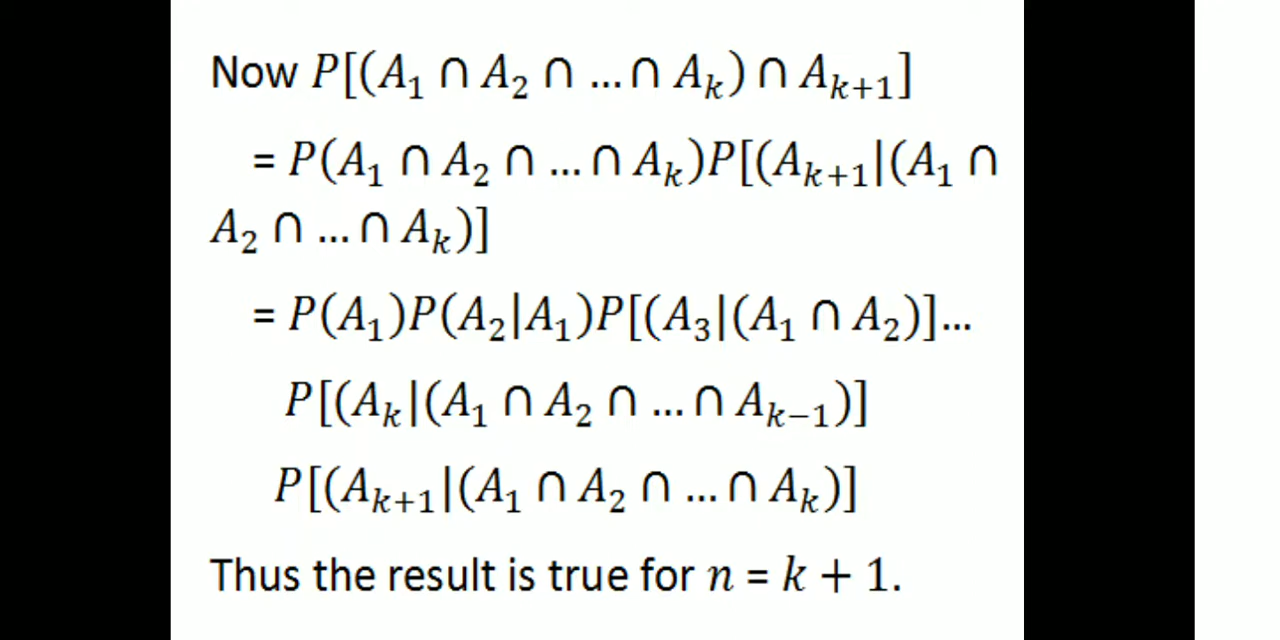 Now P[(A₁ ∩ A₂ ∩ ...∩ Aₖ) ∩ Aₖ₊₁]
= P(A₁ ∩ A₂ ∩ ...∩ Aₖ)P[(Aₖ₊₁|(A₁ ∩
A₂ ∩ ...∩ Aₖ)]
= P(A₁)P(A₂|A₁)P[(A₃|(A₁ ∩ A₂)]...
P[(Aₖ|(A₁ ∩ A₂ ∩ ...∩ Aₖ₋₁)]
P[(Aₖ₊₁|(A₁ ∩ A₂ ∩ ...∩ Aₖ)]
Thus the result is true for n = k + 1.